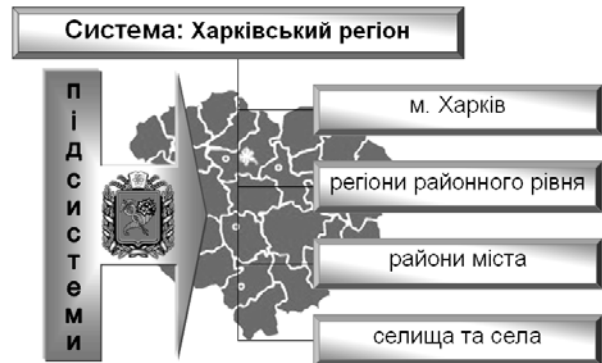 Система: Харківський регіон
підсистеми
м. Харків
регіони районного рівня
райони міста
селища та села